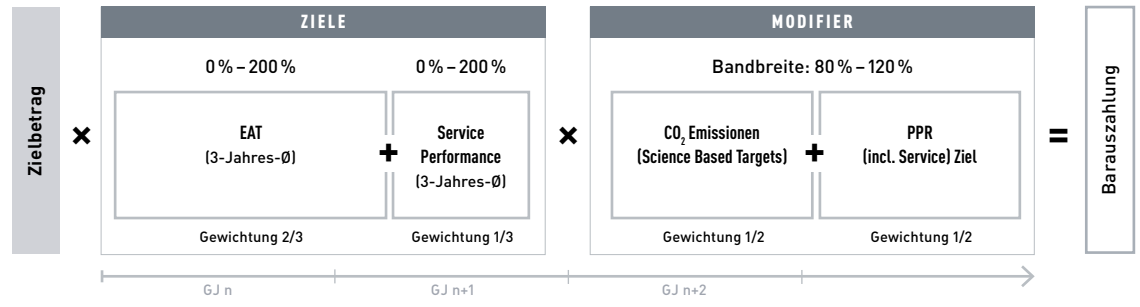 ZIELE
MODIFIER
0 % – 200 %
0 % – 200 %
Bandbreite: 80 % – 120 %
Zielbetrag
×
EAT
(3-Jahres-Ø)
+
Service
Performance
(3-Jahres-Ø)
×
CO₂ Emissionen
(Science Based Targets)
+
PPR
(incl. Service) Ziel
=
Barauszahlung
Gewichtung 2/3
Gewichtung 1/3
Gewichtung 1/2
Gewichtung 1/2
GJ n
GJ n+1
GJ n+2